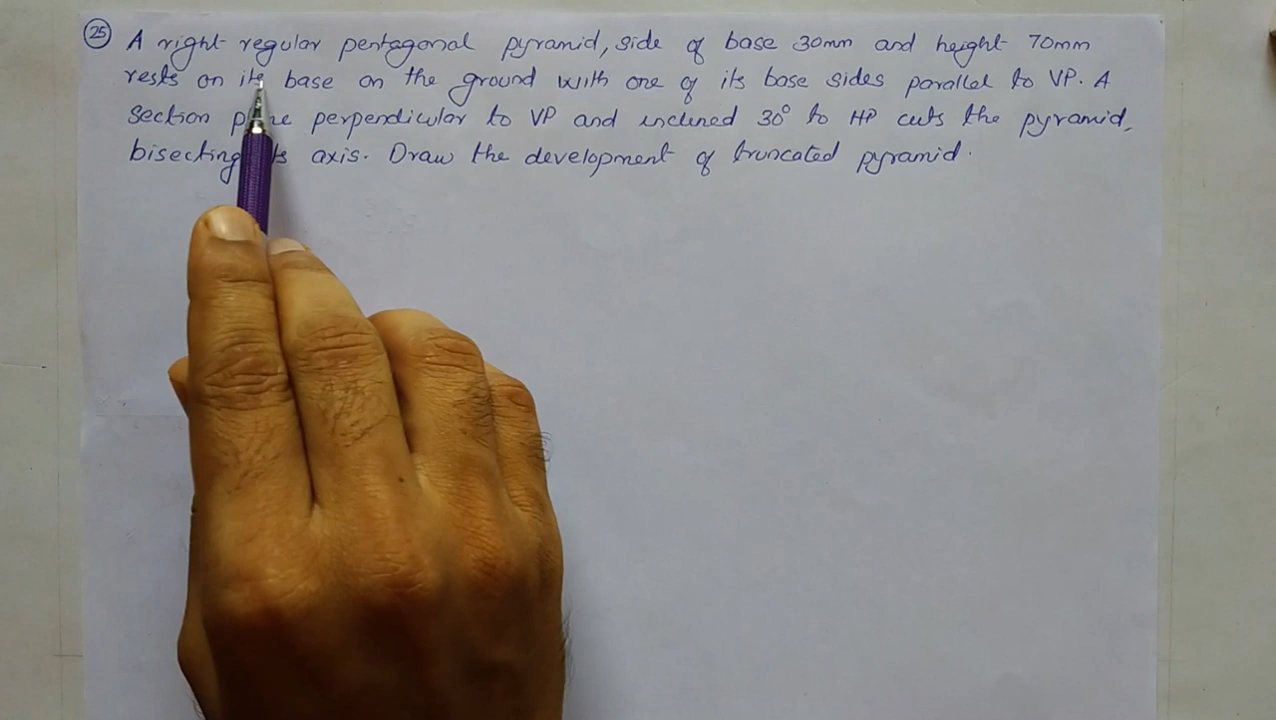 25 A right regular pentagonal pyramid, side of base 30mm and height 70mm
rests on its base on the ground with one of its base sides parallel to VP. A
section perpendicular to VP and inclined 30° to HP cuts the pyramid,
bisecting axis. Draw the development of truncated pyramid.